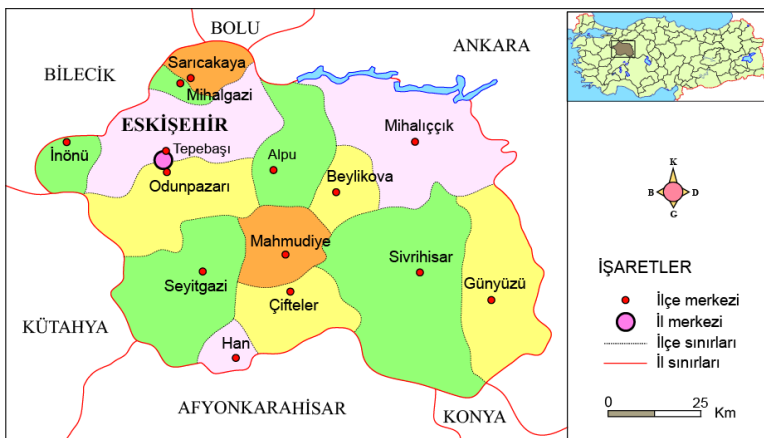 BOLU
ANKARA
BİLECİK
Sarıcakaya
Mihalgazi
ESKİŞEHİR
Mihalıççık
Tepebaşı
İnönü
Alpu
Odunpazarı
Beylikova
Mahmudiye
Sivrihisar
Seyitgazi
Çifteler
Günyüzü
KÜTAHYA
Han
AFYONKARAHİSAR
KONYA
K
B D
G
İŞARETLER
İlçe merkezi
İl merkezi
İlçe sınırları
İl sınırları
0 25
Km